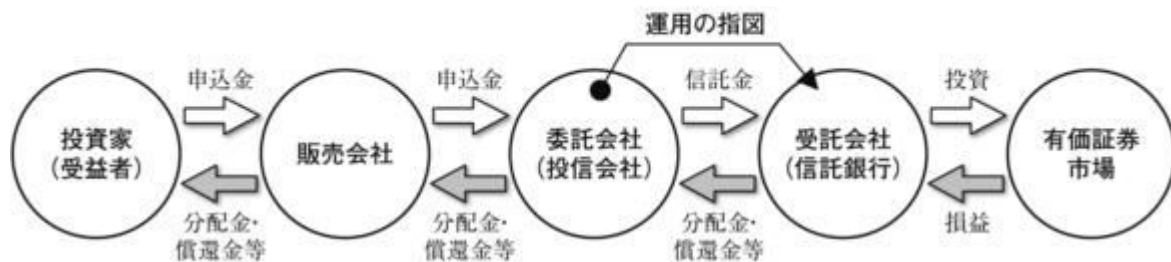 運用の指図
申込金
申込金
信託金
投資
投資家
(受益者)
販売会社
委託会社
(投信会社)
受託会社
(信託銀行)
有価証券
市場
分配金・
償還金等
分配金・
償還金等
分配金・
償還金等
損益